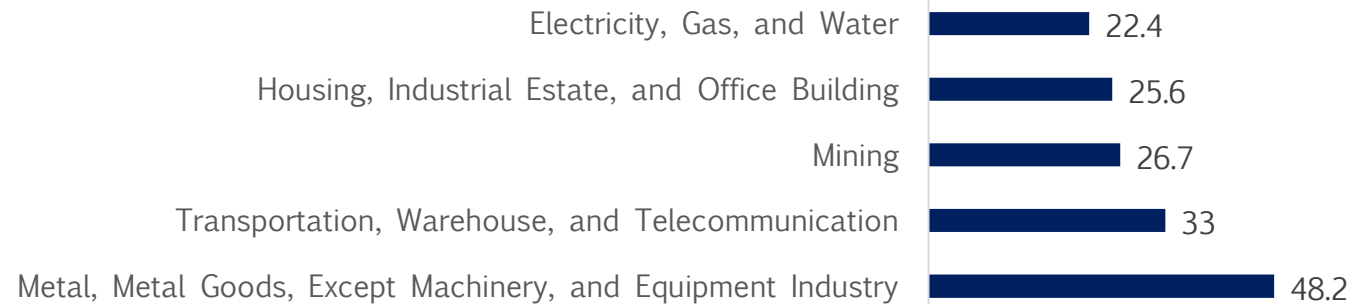 Electricity, Gas, and Water 22.4
Housing, Industrial Estate, and Office Building 25.6
Mining 26.7
Transportation, Warehouse, and Telecommunication 33
Metal, Metal Goods, Except Machinery, and Equipment Industry 48.2